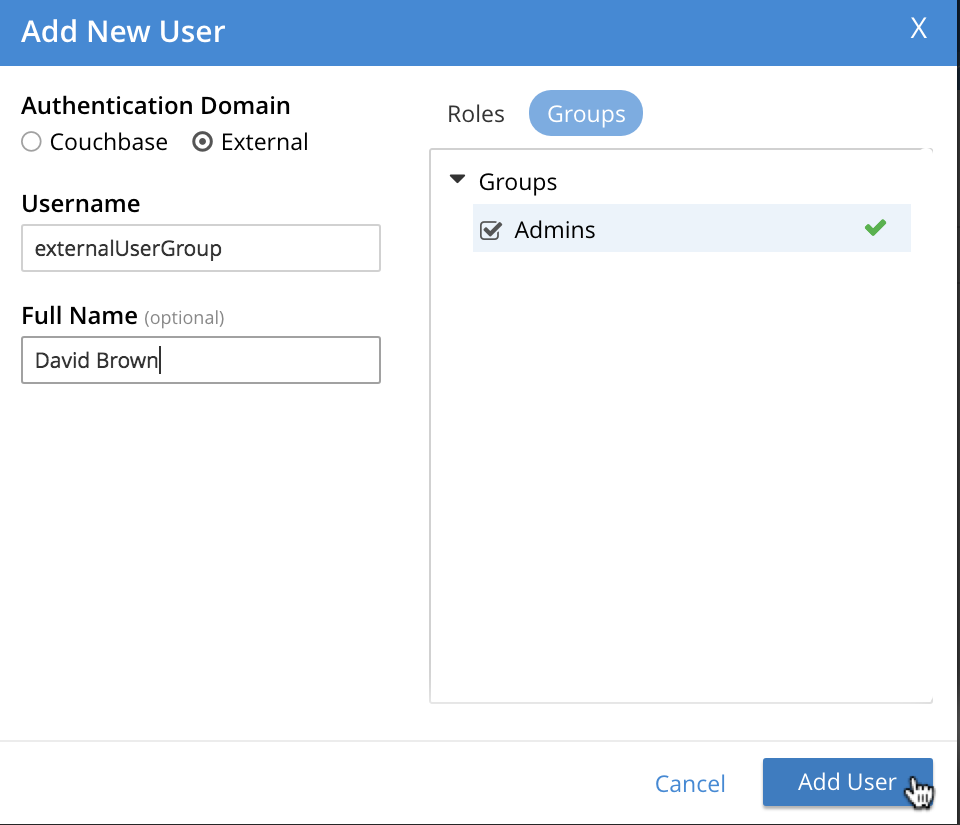 Add New User
X
Authentication Domain
Couchbase External
Username
externalUserGroup
Full Name (optional)
David Brown
Roles Groups
Groups
Admins
Cancel Add User